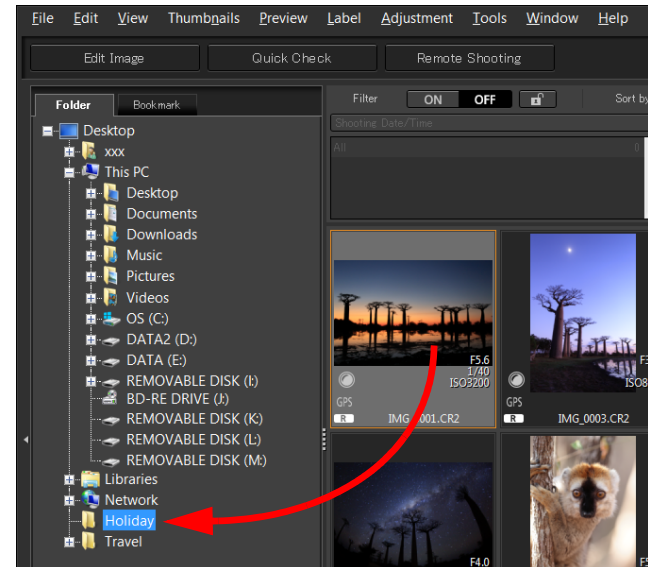 File Edit View Thumbnails Preview Label Adjustment Tools Window Help
Edit Image Quick Check Remote Shooting
Folder Bookmark
Filter ON OFF Sort by
Shooting Date/Time
All 0
Desktop
xxx
This PC
Desktop
Documents
Downloads
Music
Pictures
Videos
OS (C:)
DATA2 (D:)
DATA (E:)
REMOVABLE DISK (I:)
BD-RE DRIVE (J:)
REMOVABLE DISK (K:)
REMOVABLE DISK (L:)
REMOVABLE DISK (M:)
Libraries
Network
Holiday
Travel
F5.6
1/40
ISO3200
GPS
R IMG_0001.CR2
GPS
R IMG_0003.CR2
F4.0